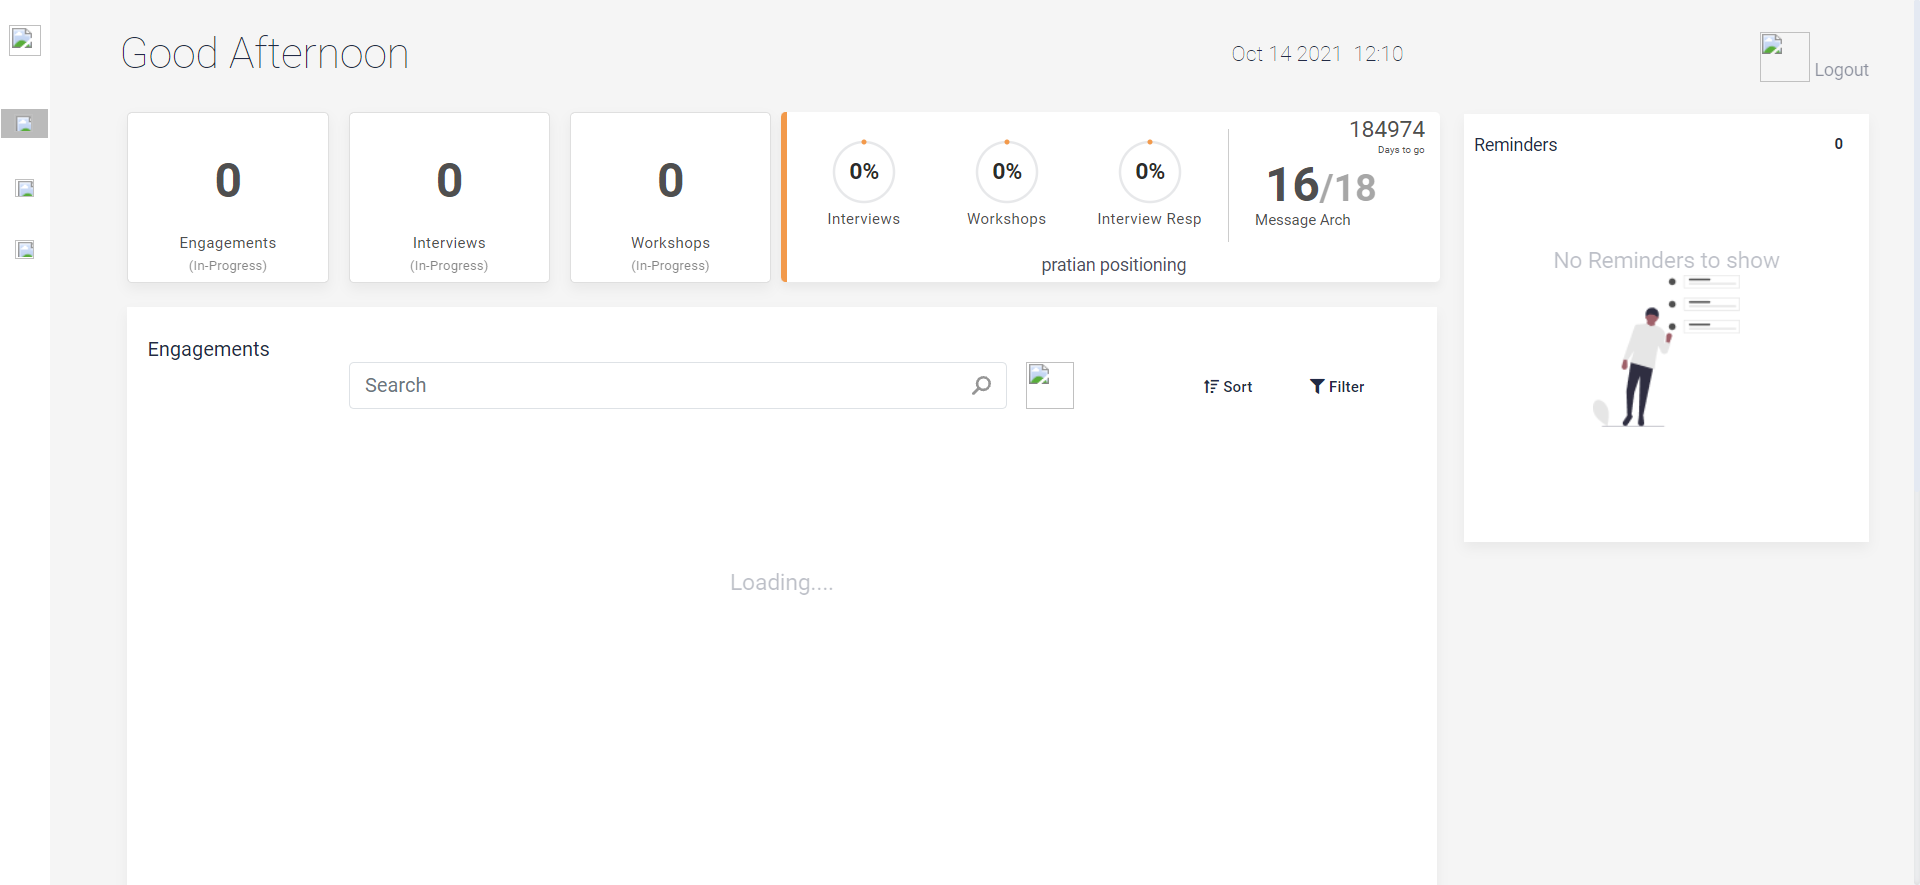 Good Afternoon
Oct 14 2021 12:10
Logout
0
Engagements
(In-Progress)
0
Interviews
(In-Progress)
0
Workshops
(In-Progress)
0%
Interviews
0%
Workshops
0%
Interview Resp
184974
Days to go
16/18
Message Arch
pratian positioning
Reminders
0
No Reminders to show
Engagements
Search
Sort
Filter
Loading....